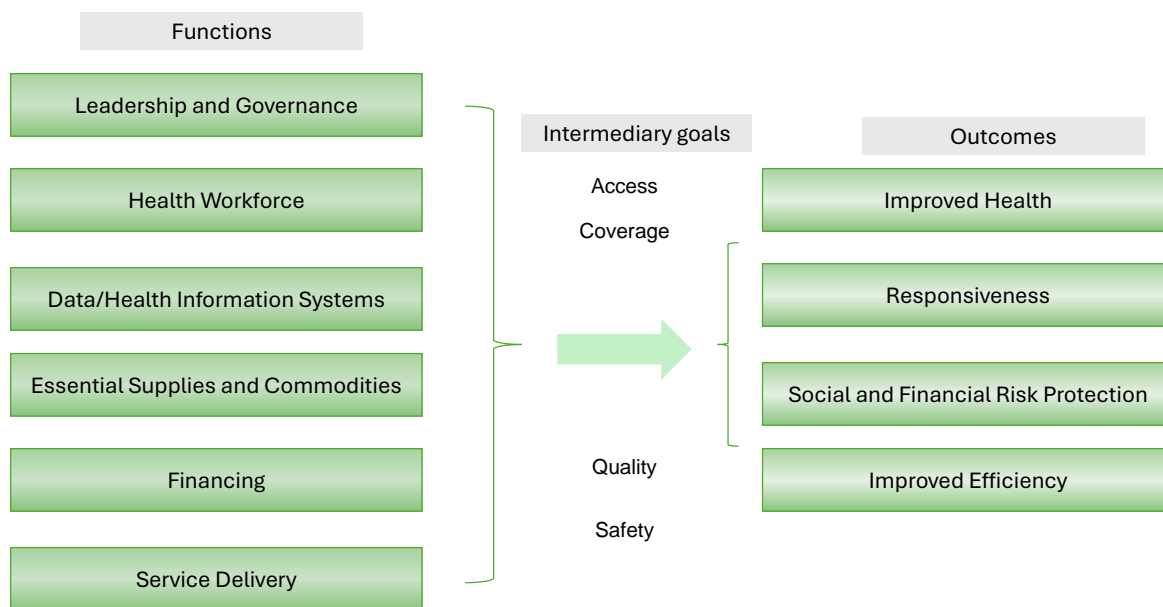 Functions
Leadership and Governance
Health Workforce
Data/Health Information Systems
Essential Supplies and Commodities
Financing
Service Delivery
Intermediary goals
Access
Coverage
Quality
Safety
Outcomes
Improved Health
Responsiveness
Social and Financial Risk Protection
Improved Efficiency